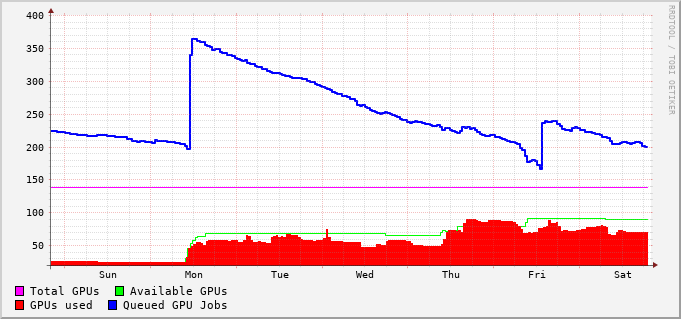 400
350
300
250
200
150
100
50
Sun Mon Tue Wed Thu Fri Sat
Total GPUs Available GPUs
GPUs used Queued GPU Jobs
RRDTOOL / TOBI OETIKER